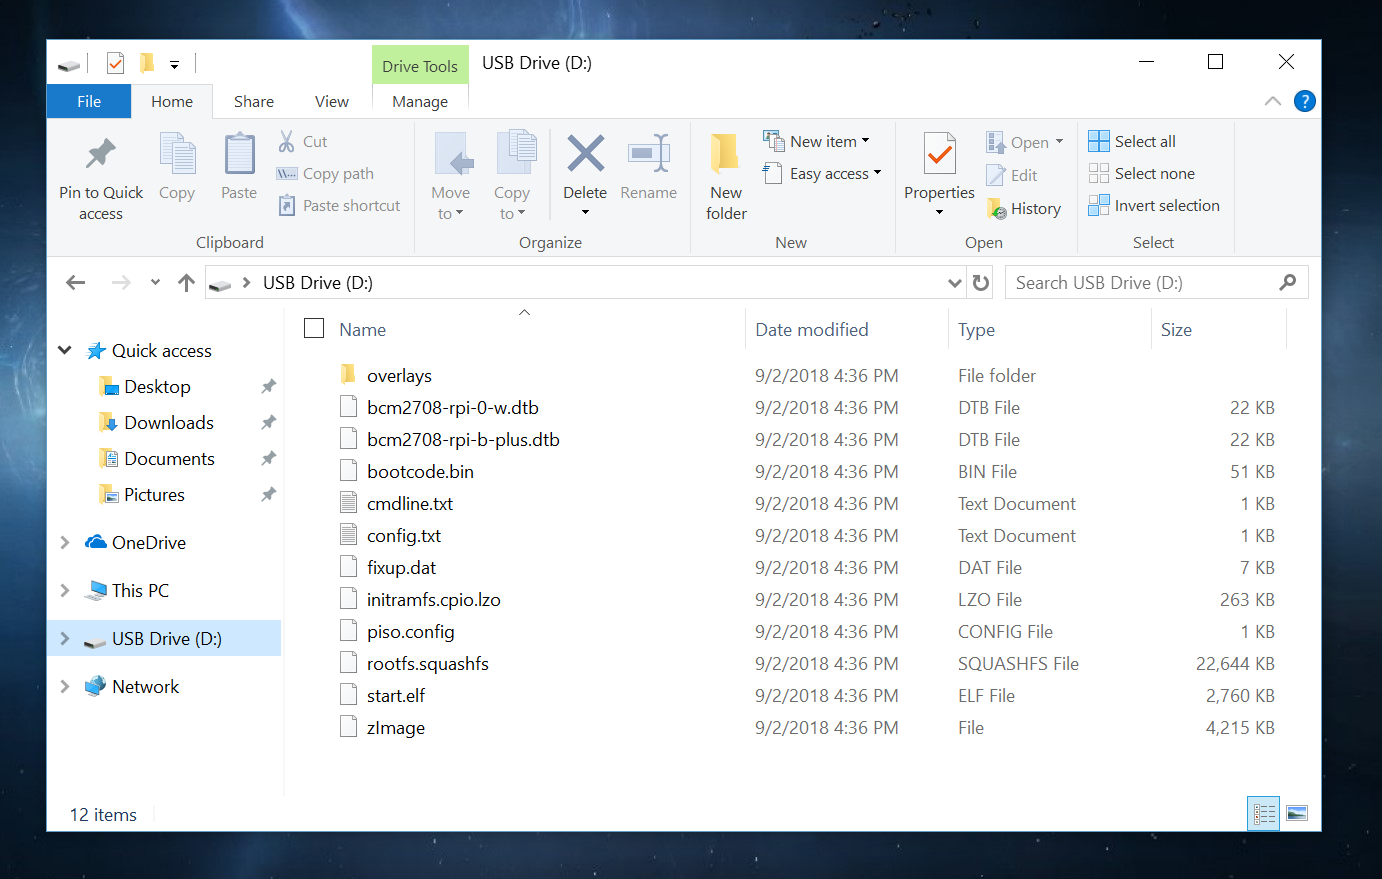 Drive Tools
USB Drive (D:)
File
Home
Share
View
Manage
?
Pin to Quick
access
Copy
Paste
Cut
Copy path
Paste shortcut
Clipboard
Move
to
Copy
to
Delete
Rename
Organize
New
folder
New item
Easy access
New
Properties
Open
Edit
History
Open
Select all
Select none
Invert selection
Select
USB Drive (D:)
Search USB Drive (D:)
Name Date modified Type Size
Quick access
Desktop
Downloads
Documents
Pictures
OneDrive
This PC
USB Drive (D:)
Network
overlays 9/2/2018 4:36 PM File folder
bcm2708-rpi-0-w.dtb 9/2/2018 4:36 PM DTB File 22 KB
bcm2708-rpi-b-plus.dtb 9/2/2018 4:36 PM DTB File 22 KB
bootcode.bin 9/2/2018 4:36 PM BIN File 51 KB
cmdline.txt 9/2/2018 4:36 PM Text Document 1 KB
config.txt 9/2/2018 4:36 PM Text Document 1 KB
fixup.dat 9/2/2018 4:36 PM DAT File 7 KB
initramfs.cpio.lzo 9/2/2018 4:36 PM LZO File 263 KB
piso.config 9/2/2018 4:36 PM CONFIG File 1 KB
rootfs.squashfs 9/2/2018 4:36 PM SQUASHFS File 22,644 KB
start.elf 9/2/2018 4:36 PM ELF File 2,760 KB
zImage 9/2/2018 4:36 PM File 4,215 KB
12 items